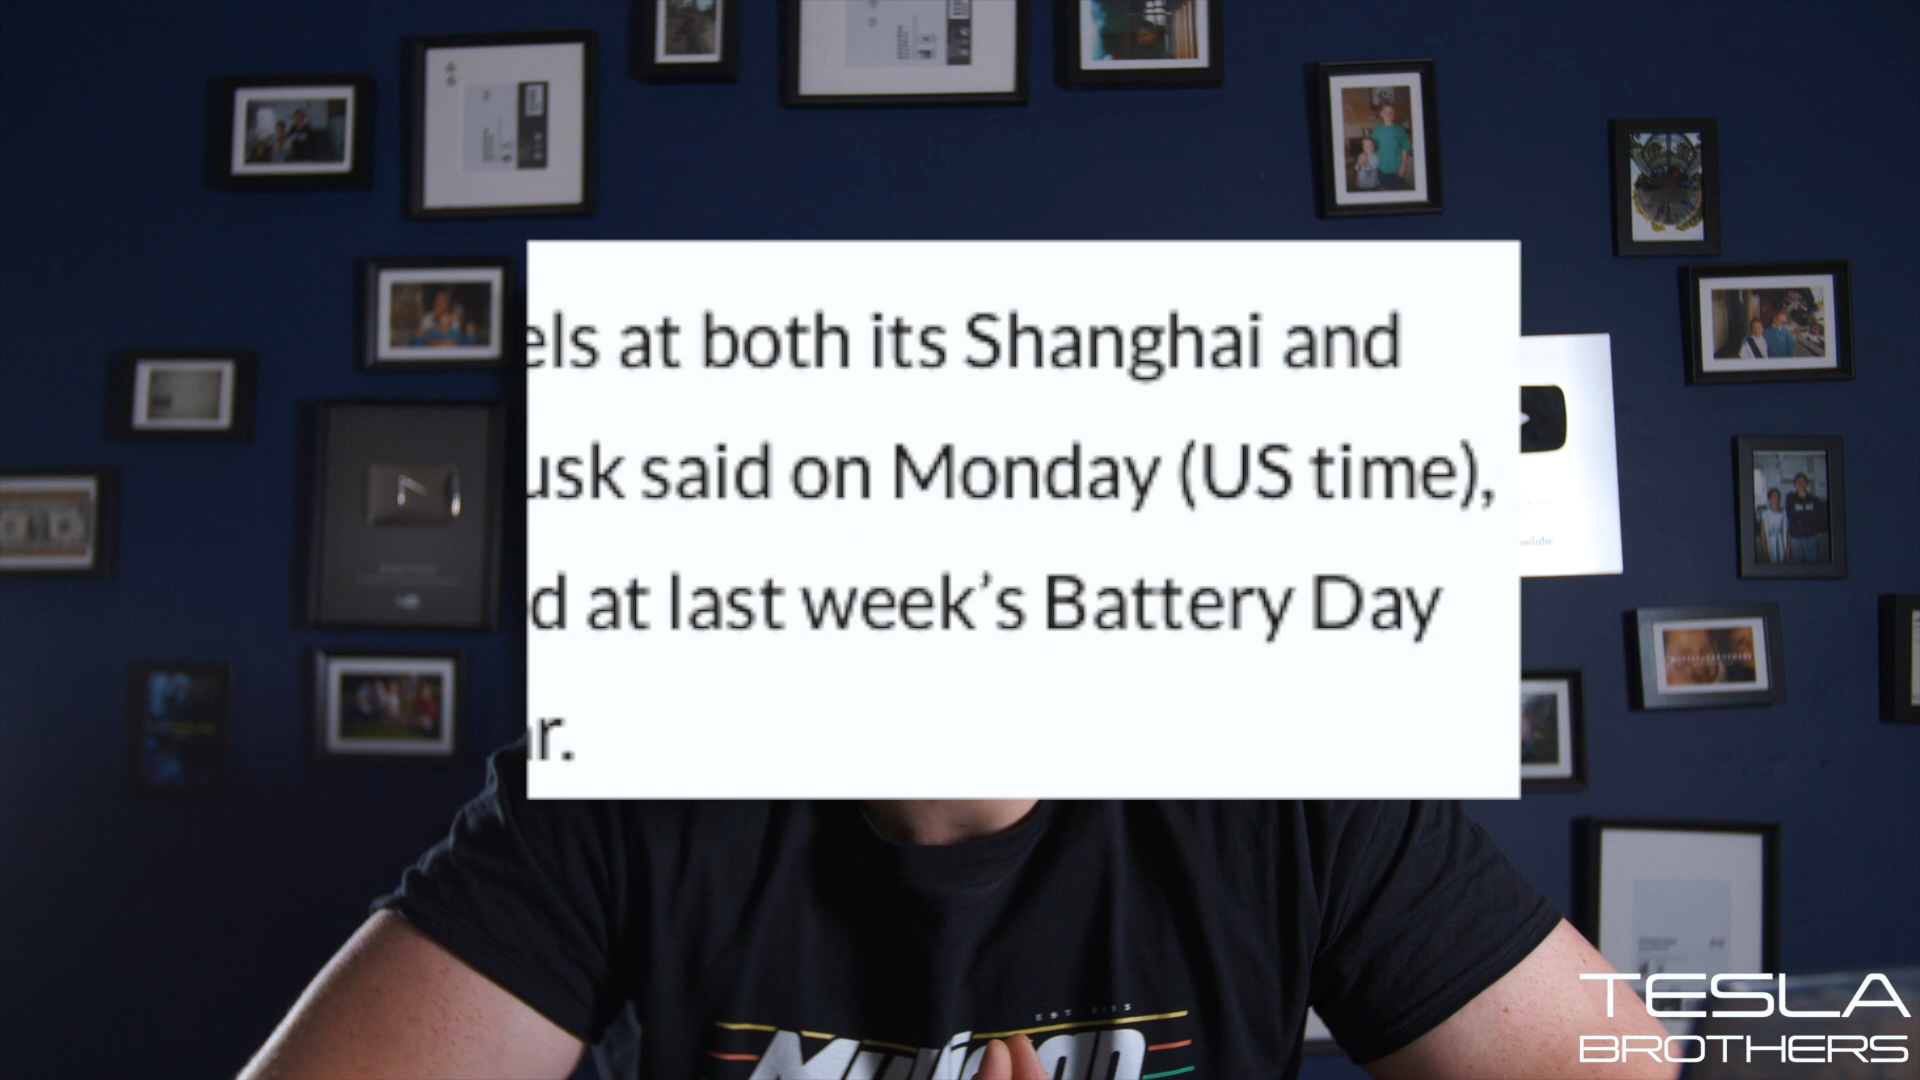 els at both its Shanghai and
usk said on Monday (US time),
d at last week’s Battery Day
r.
EST.
TESLA
BROTHERS